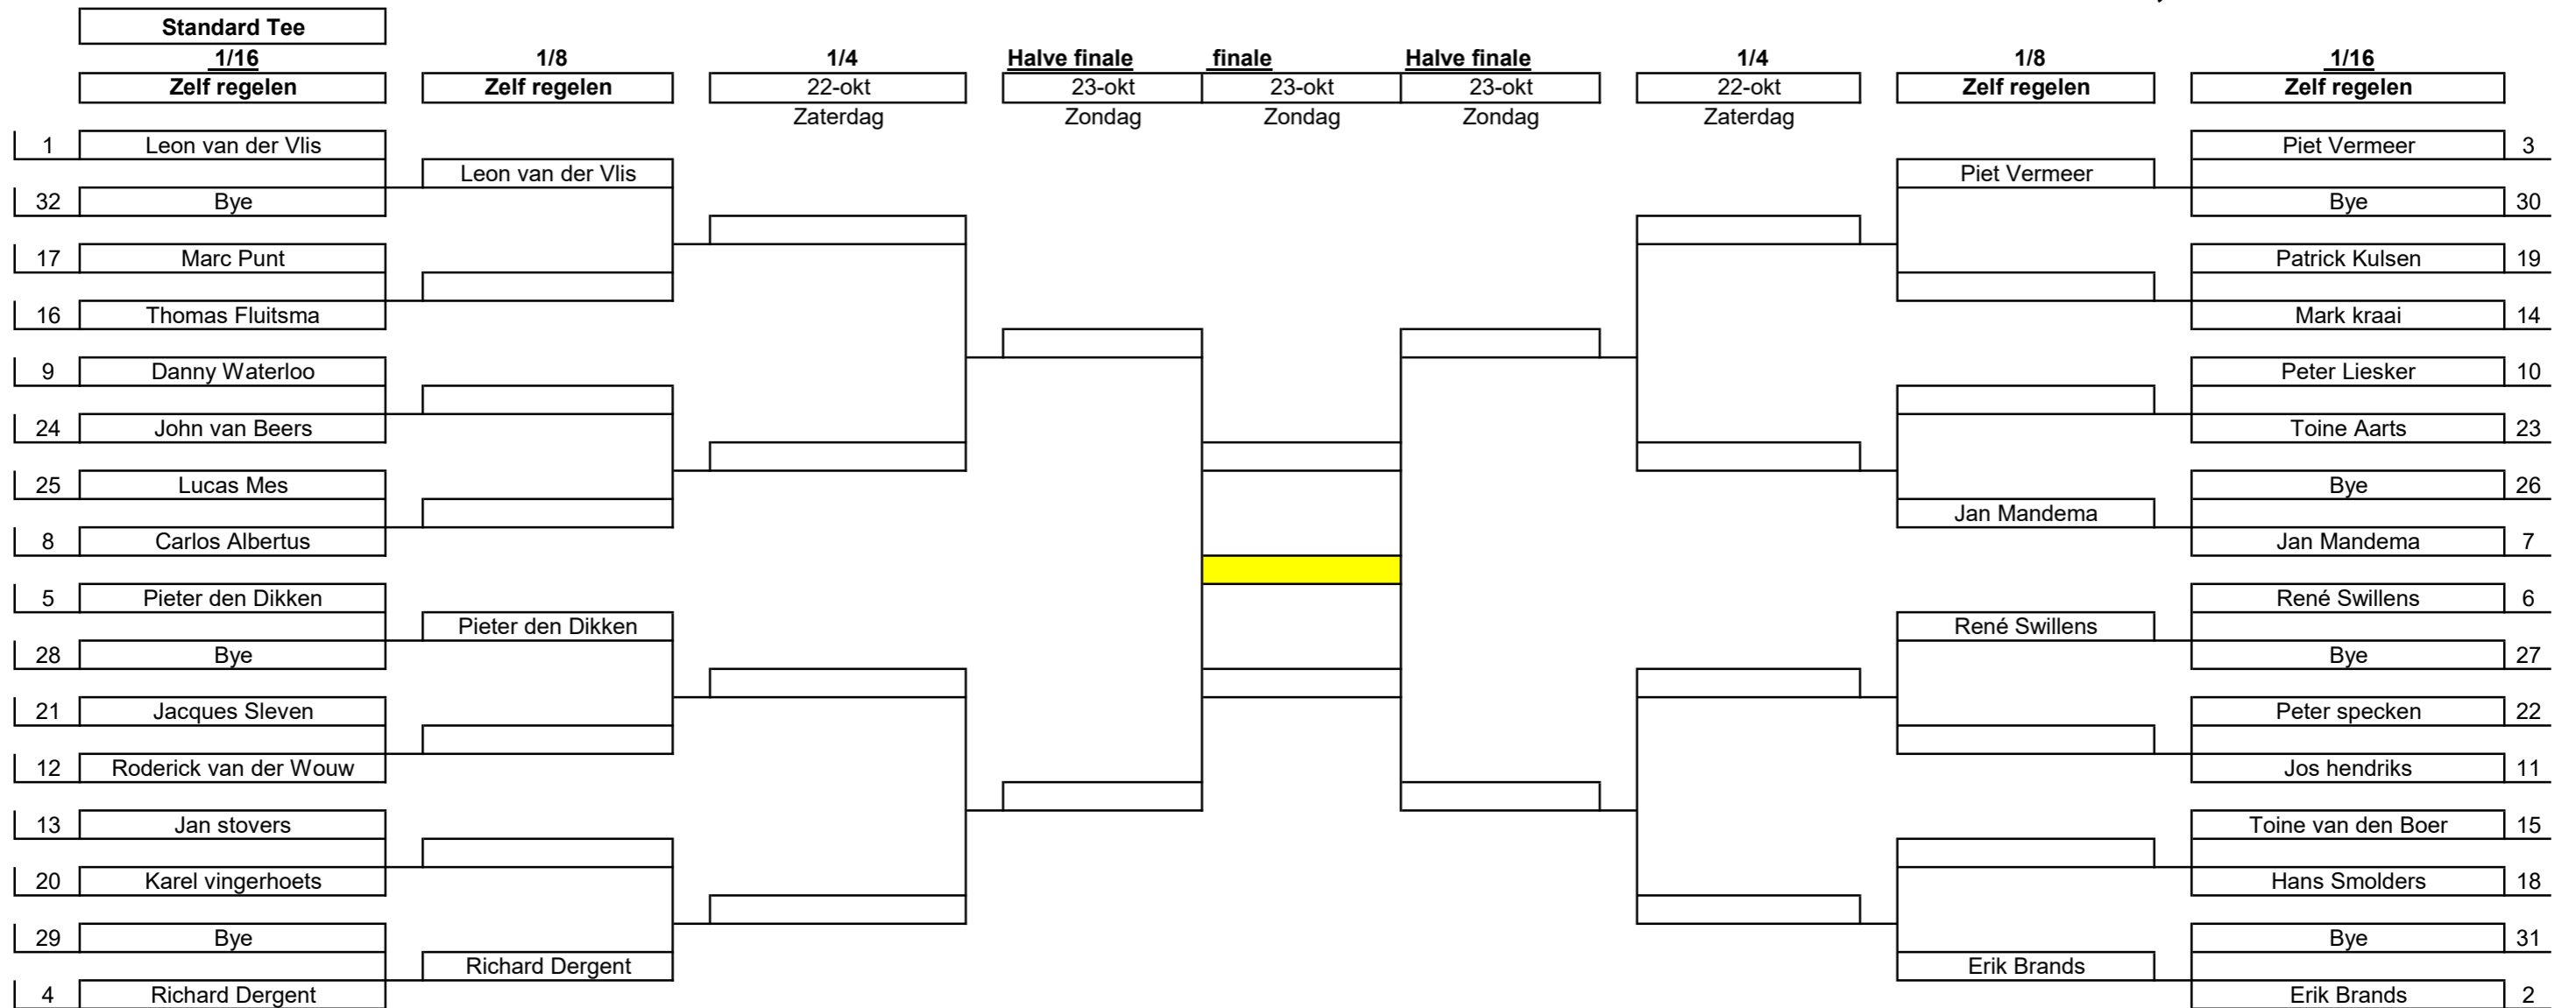 Standard Tee
1/16 1/8 1/4 Halve finale finale Halve finale 1/4 1/8 1/16
Zelf regelen Zelf regelen 22-okt 23-okt 23-okt 23-okt 22-okt Zelf regelen Zelf regelen
Zaterdag Zondag Zondag Zondag Zaterdag
1 Leon van der Vlis Piet Vermeer 3
Leon van der Vlis Piet Vermeer
32 Bye Bye 30
17 Marc Punt Patrick Kulsen 19
16 Thomas Fluitsma Mark kraai 14
9 Danny Waterloo Peter Liesker 10
24 John van Beers Toine Aarts 23
25 Lucas Mes Bye 26
Jan Mandema
8 Carlos Albertus Jan Mandema 7
5 Pieter den Dikken René Swillens 6
Pieter den Dikken René Swillens
28 Bye Bye 27
21 Jacques Sleven Peter specken 22
12 Roderick van der Wouw Jos hendriks 11
13 Jan stovers Toine van den Boer 15
20 Karel vingerhoets Hans Smolders 18
29 Bye Bye 31
Richard Dergent Erik Brands
4 Richard Dergent Erik Brands 2